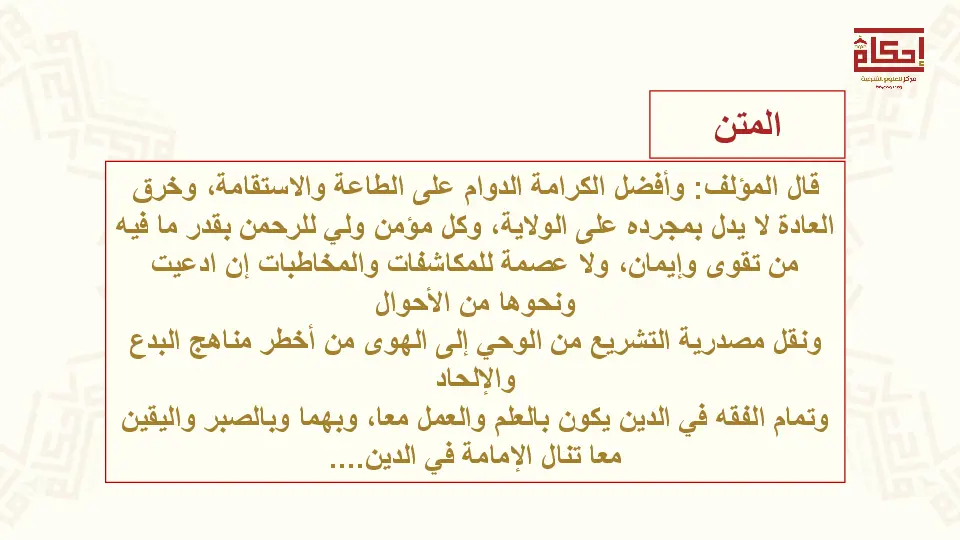 إحكام
مركز للعلوم الشرعية
المتن
قال المؤلف: وأفضل الكرامة الدوام على الطاعة والاستقامة، وخرق
العادة لا يدل بمجرده على الولاية، وكل مؤمن ولي للرحمن بقدر ما فيه
من تقوى وإيمان، ولا عصمة للمكاشفات والمخاطبات إن ادعيت
ونحوها من الأحوال
ونقل مصدرية التشريع من الوحي إلى الهوى من أخطر مناهج البدع
والإلحاد
وتمام الفقه في الدين يكون بالعلم والعمل معا، وبهما وبالصبر واليقين
معا تنال الإمامة في الدين....